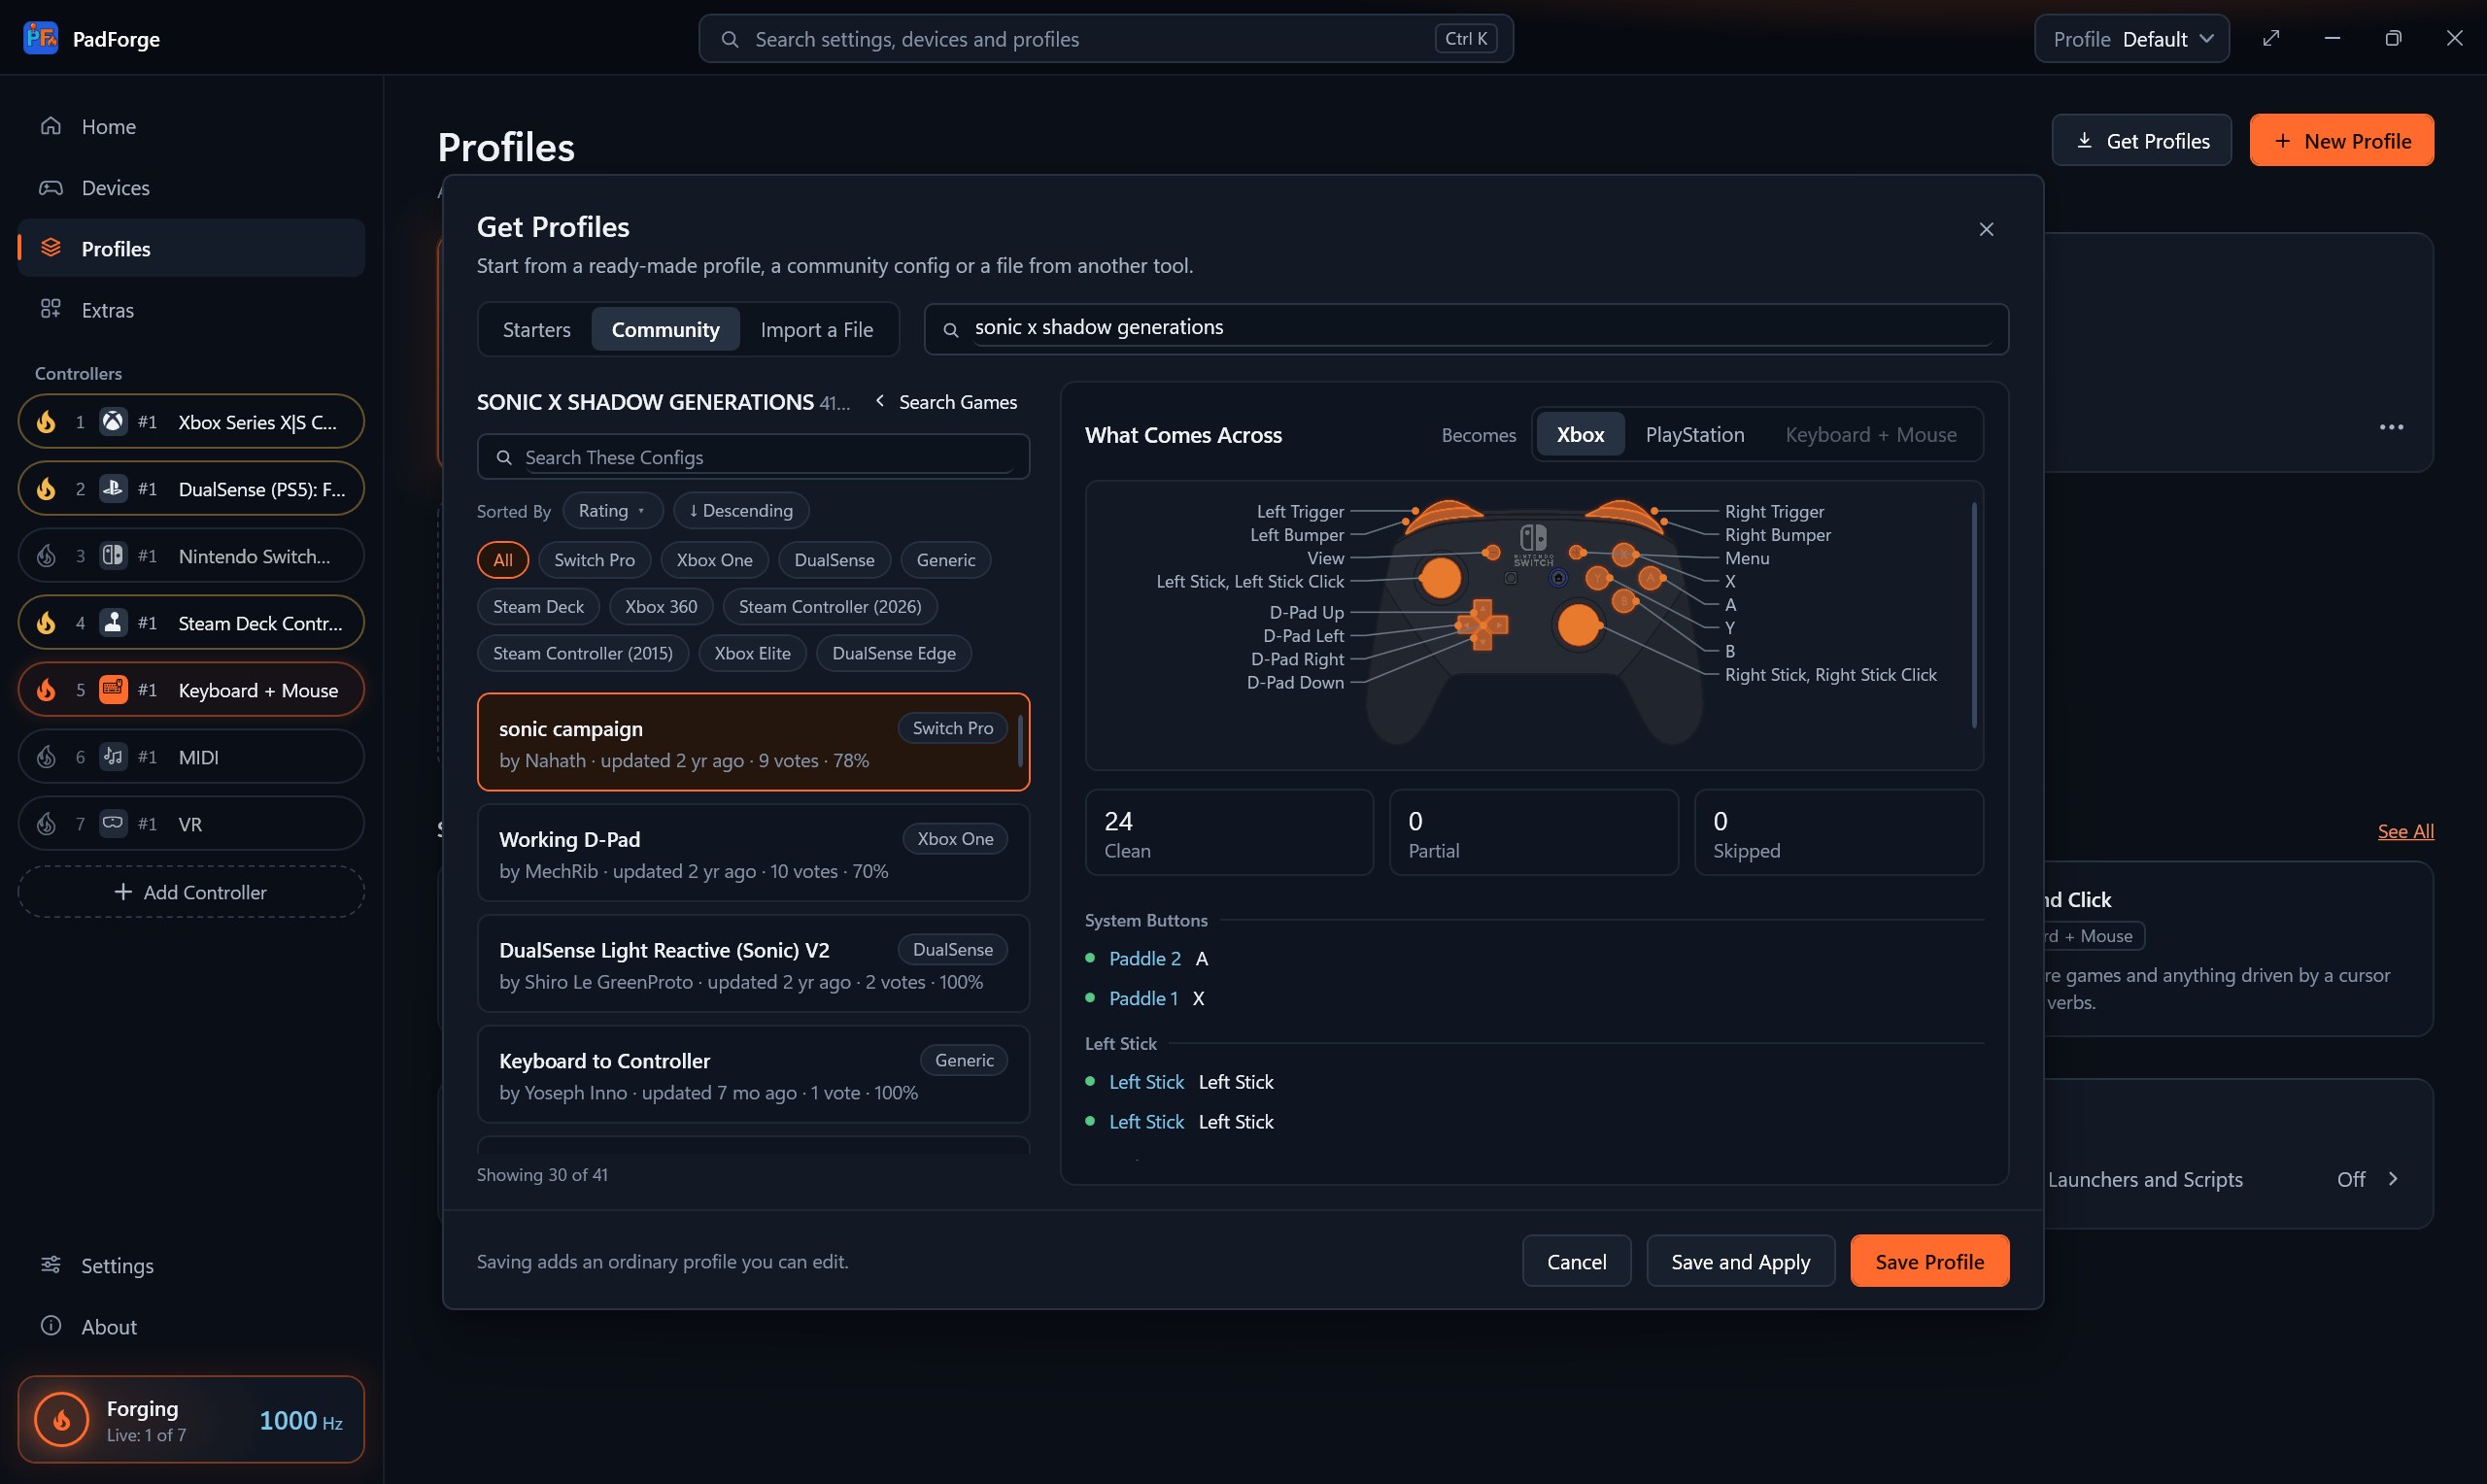 PadForge
Search settings, devices and profiles
Ctrl K
Profile Default
Home
Devices
Profiles
Extras
Controllers
1 #1 Xbox Series X|S C...
2 #1 DualSense (PS5): F...
3 #1 Nintendo Switch...
4 #1 Steam Deck Contr...
5 #1 Keyboard + Mouse
6 #1 MIDI
7 #1 VR
Add Controller
Settings
About
Forging
Live: 1 of 7
1000 Hz
Profiles
Get Profiles
New Profile
Get Profiles
Start from a ready-made profile, a community config or a file from another tool.
Starters
Community
Import a File
sonic x shadow generations
SONIC X SHADOW GENERATIONS 41...
Search Games
Search These Configs
Sorted By
Rating
↓ Descending
All
Switch Pro
Xbox One
DualSense
Generic
Steam Deck
Xbox 360
Steam Controller (2026)
Steam Controller (2015)
Xbox Elite
DualSense Edge
sonic campaign
Switch Pro
by Nahath · updated 2 yr ago · 9 votes · 78%
Working D-Pad
Xbox One
by MechRib · updated 2 yr ago · 10 votes · 70%
DualSense Light Reactive (Sonic) V2
DualSense
by Shiro Le GreenProto · updated 2 yr ago · 2 votes · 100%
Keyboard to Controller
Generic
by Yoseph Inno · updated 7 mo ago · 1 vote · 100%
Showing 30 of 41
What Comes Across
Becomes
Xbox
PlayStation
Keyboard + Mouse
Left Trigger
Left Bumper
View
Left Stick, Left Stick Click
D-Pad Up
D-Pad Left
D-Pad Right
D-Pad Down
NINTENDO
SWITCH
Right Trigger
Right Bumper
Menu
X
A
Y
B
Right Stick, Right Stick Click
24
Clean
0
Partial
0
Skipped
System Buttons
Paddle 2 A
Paddle 1 X
Left Stick
Left Stick Left Stick
Left Stick Left Stick
Saving adds an ordinary profile you can edit.
Cancel
Save and Apply
Save Profile
See All
nd Click
rd + Mouse
re games and anything driven by a cursor
verbs.
Launchers and Scripts
Off